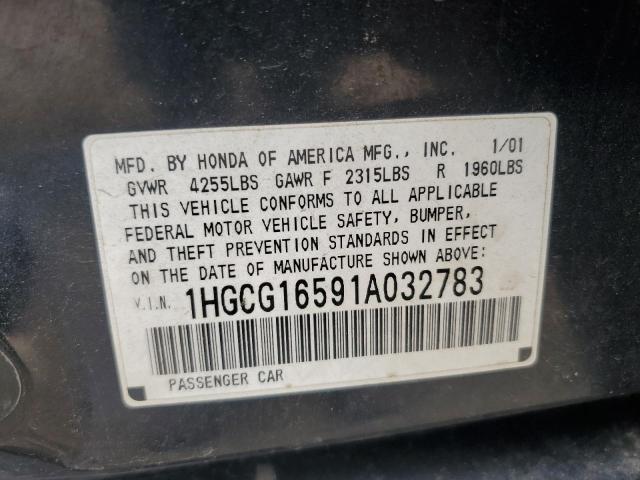 MFD. BY HONDA OF AMERICA MFG., INC. 1/01
GVWR 4255LBS GAWR F 2315LBS R 1960LBS
THIS VEHICLE CONFORMS TO ALL APPLICABLE
FEDERAL MOTOR VEHICLE SAFETY, BUMPER,
AND THEFT PREVENTION STANDARDS IN EFFECT
ON THE DATE OF MANUFACTURE SHOWN ABOVE:
V.I.N. 1HGCG16591A032783
PASSENGER CAR